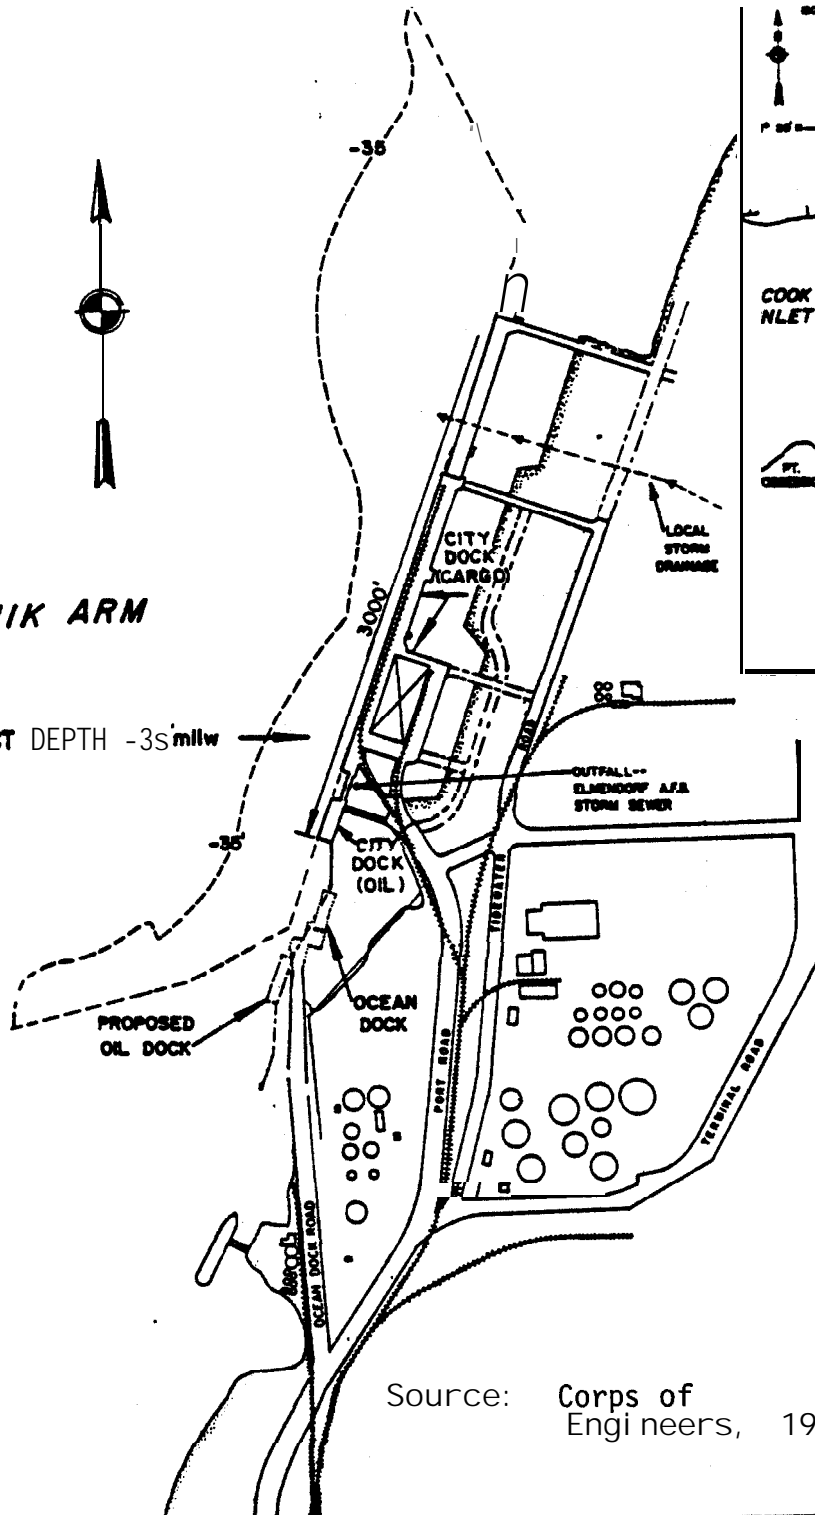 -35
COOK
NLET
PT.
LOCAL
STORM
DRAINAGE
CITY
DOCK
(CARGO)
3000'
IK ARM
T DEPTH -3s'milw
ROAD
OUTFALL--
ELMENDORF A.F.B.
STORM SEWER
-35'
CITY
DOCK
(OIL)
TIDEWATER
OCEAN
DOCK
PROPOSED
OIL DOCK
PORT ROAD
TERMINAL ROAD
OCEAN DOCK ROAD
Source: Corps of
Engineers, 19